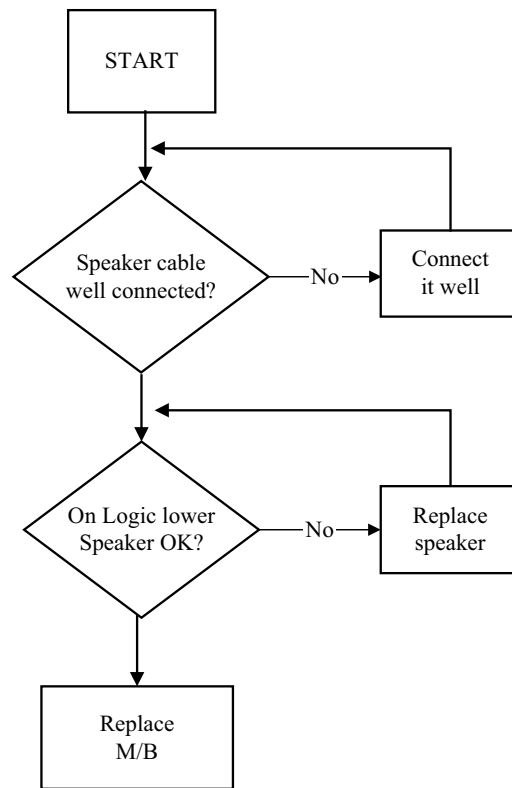 START
Speaker cable
well connected?
No
Connect
it well
On Logic lower
Speaker OK?
No
Replace
speaker
Replace
M/B